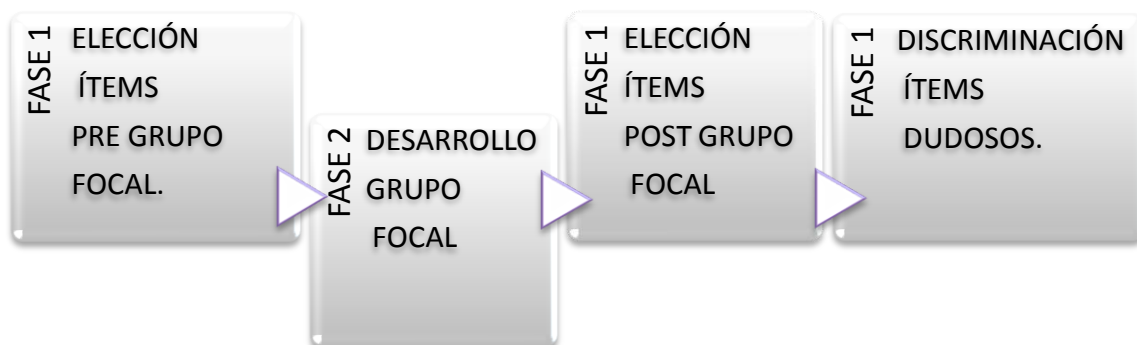 FASE 1
ELECCIÓN
ÍTEMS
PRE GRUPO
FOCAL.
FASE 2
DESARROLLO
GRUPO
FOCAL
FASE 1
ELECCIÓN
ÍTEMS
POST GRUPO
FOCAL
FASE 1
DISCRIMINACIÓN
ÍTEMS
DUDOSOS.